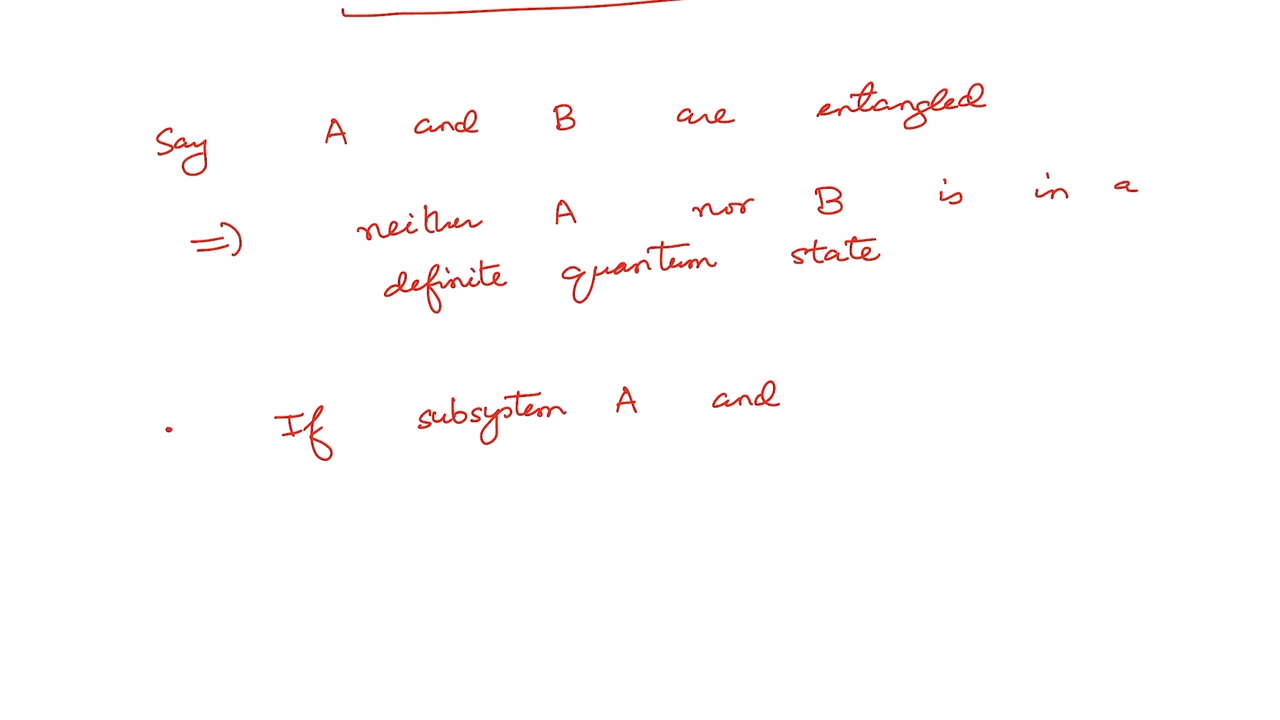 Say A and B are entangled
=) neither A nor B is in a
definite quantum state
. If subsystem A and